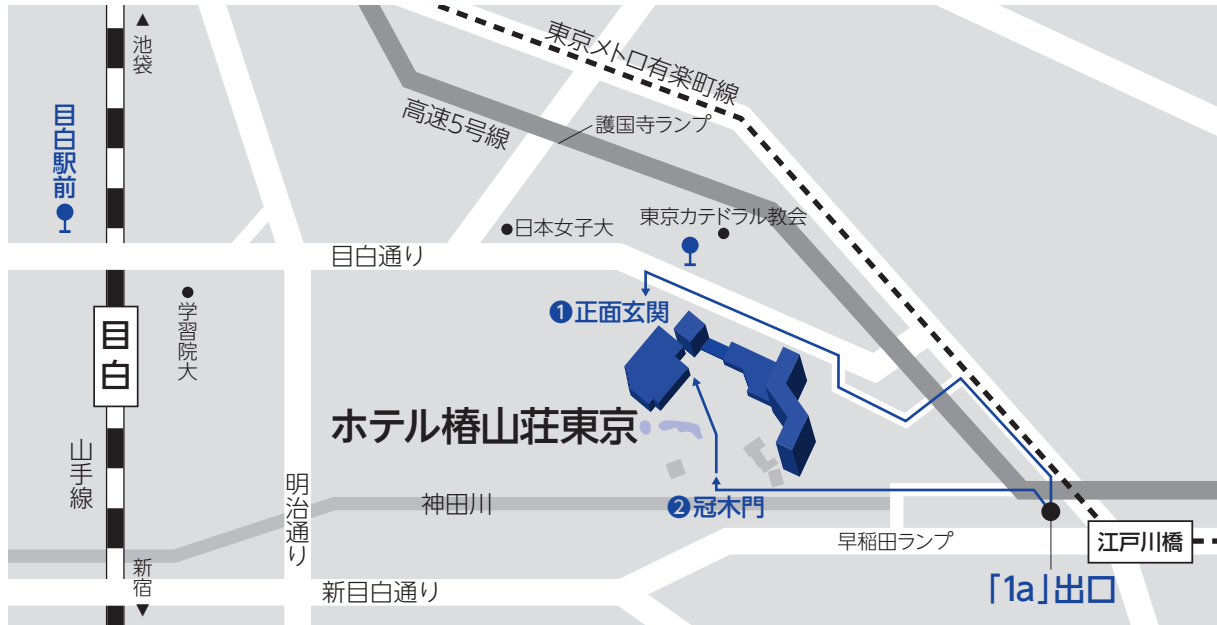 ▲
池袋
目白駅前
東京メトロ有楽町線
高速5号線
護国寺ランプ
日本女子大
東京カテドラル教会
目白通り
❶正面玄関
学習院大
目白
ホテル椿山荘東京
山手線
明治通り
神田川
❷冠木門
早稲田ランプ
江戸川橋
新宿
▼
新目白通り
「1a」出口